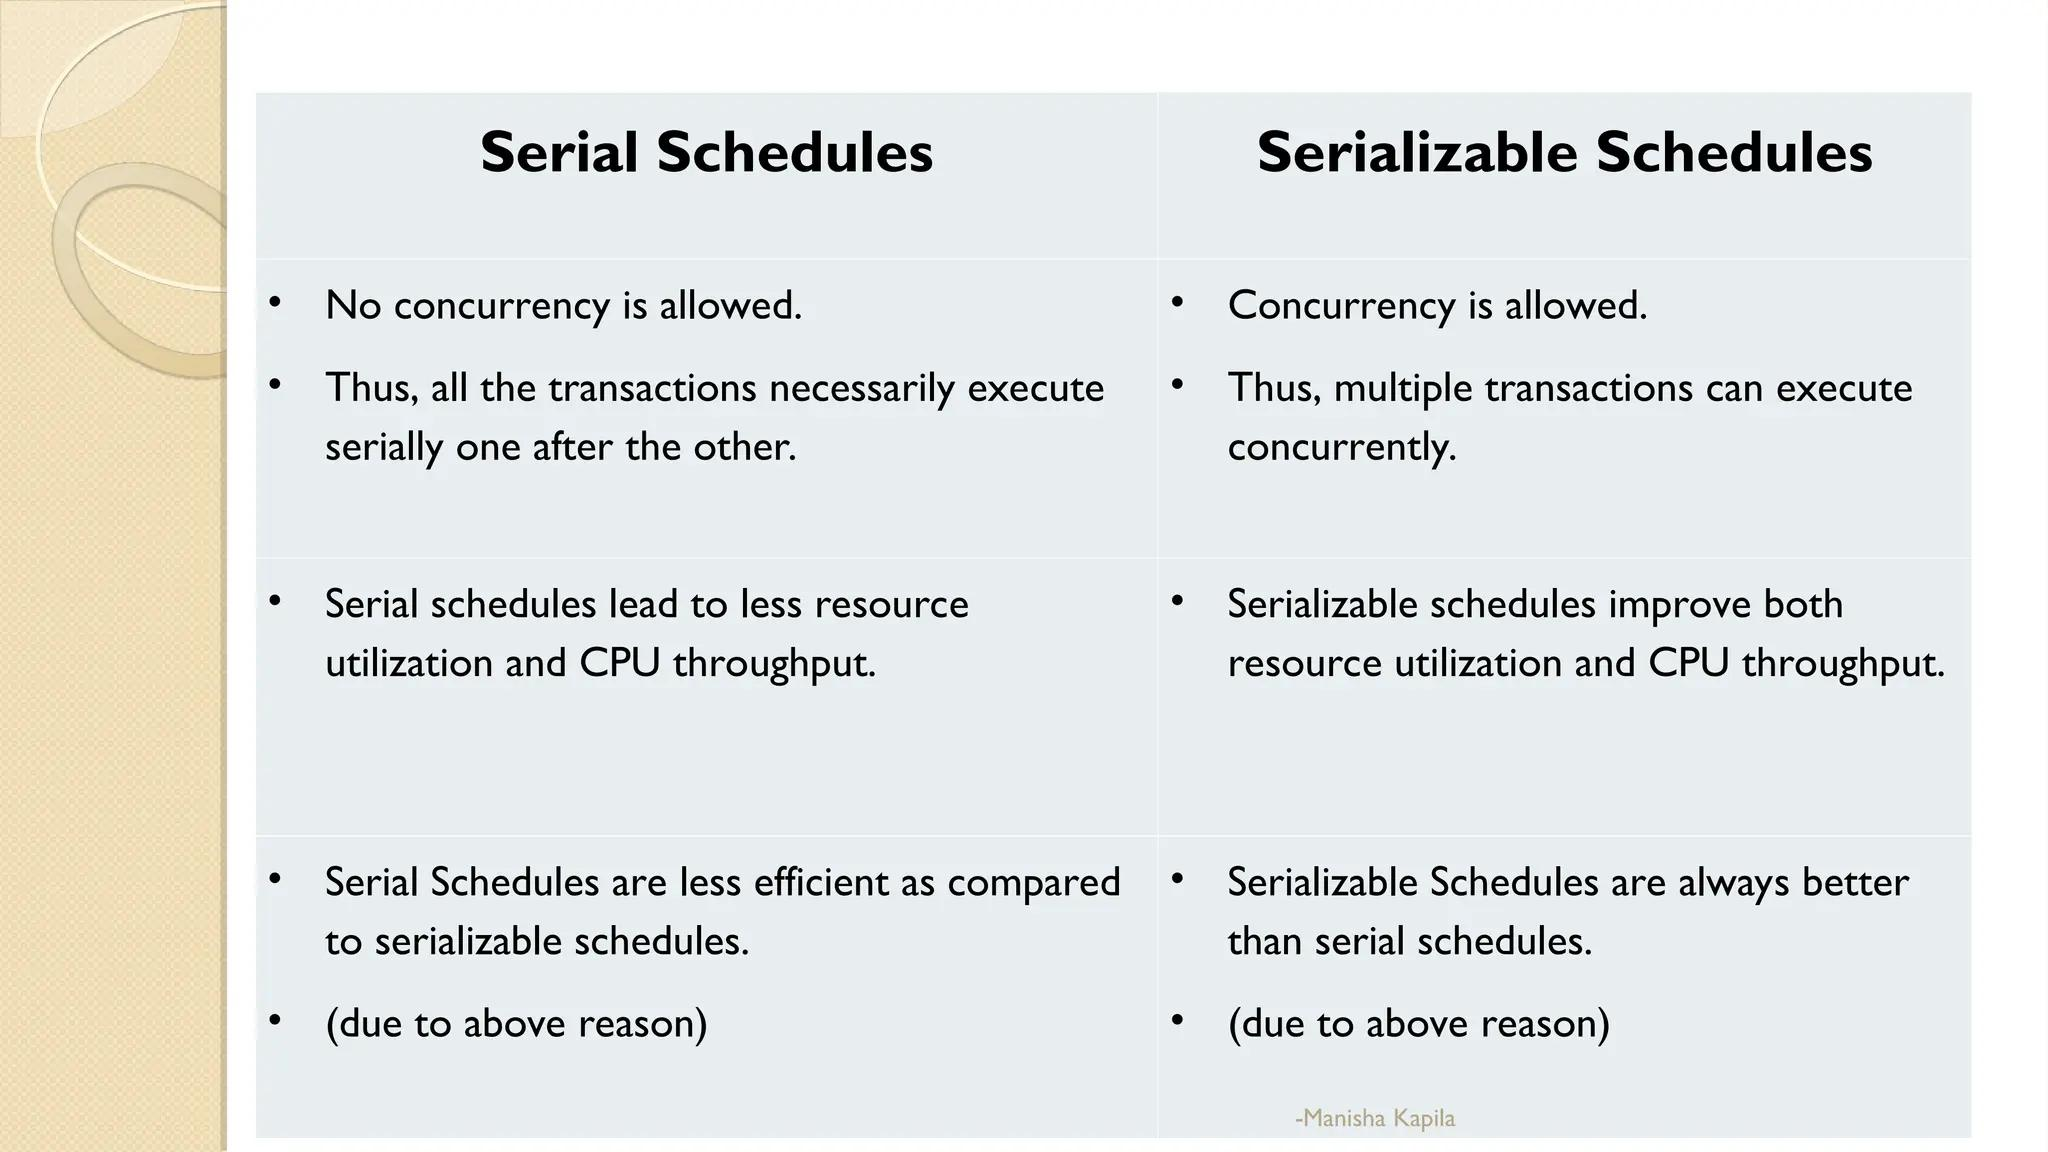 Serial Schedules
Serializable Schedules
• No concurrency is allowed.
• Thus, all the transactions necessarily execute
serially one after the other.
• Concurrency is allowed.
• Thus, multiple transactions can execute
concurrently.
• Serial schedules lead to less resource
utilization and CPU throughput.
• Serializable schedules improve both
resource utilization and CPU throughput.
• Serial Schedules are less efficient as compared
to serializable schedules.
• (due to above reason)
• Serializable Schedules are always better
than serial schedules.
• (due to above reason)
-Manisha Kapila